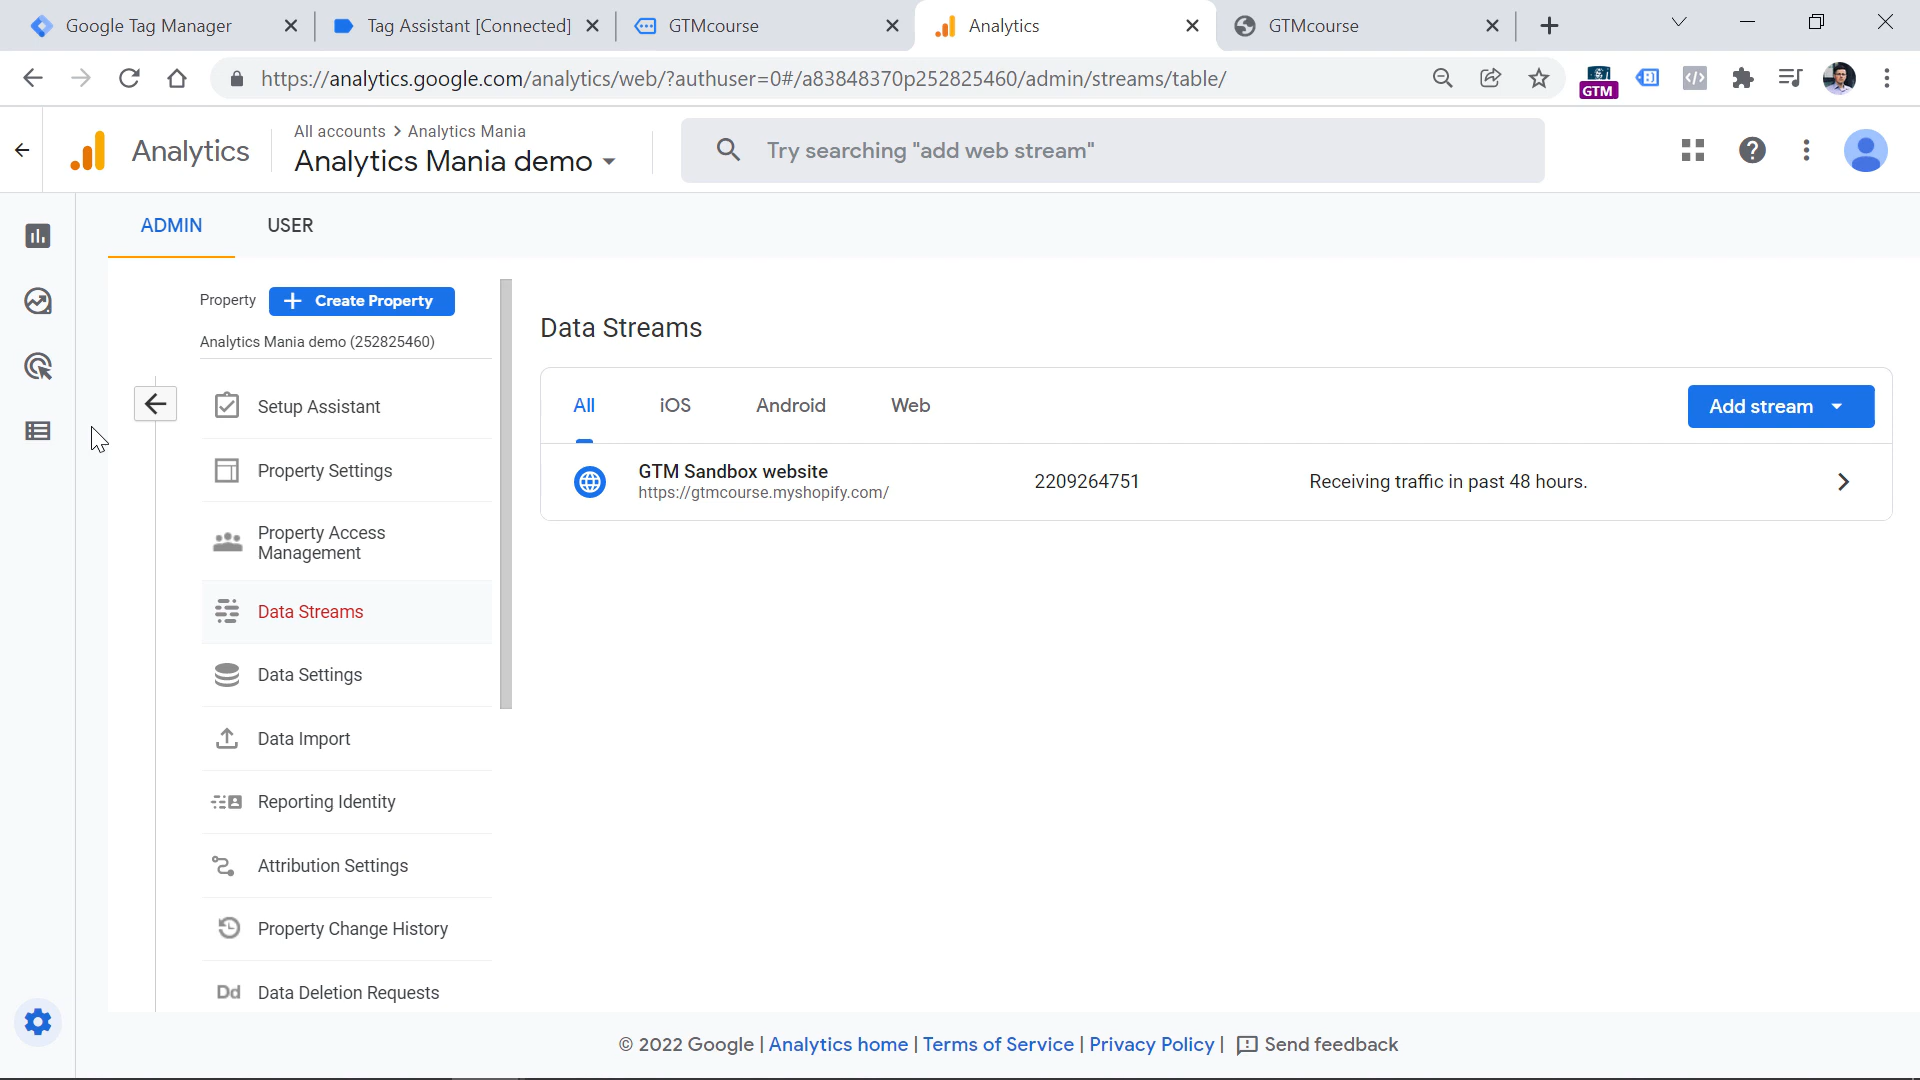 Google Tag Manager
Tag Assistant [Connected]
GTMcourse
Analytics
GTMcourse
https://analytics.google.com/analytics/web/?authuser=0#/a83848370p252825460/admin/streams/table/
GTM
Analytics
All accounts > Analytics Mania
Analytics Mania demo
Try searching "add web stream"
ADMIN
USER
Property
Create Property
Analytics Mania demo (252825460)
Setup Assistant
Property Settings
Property Access
Management
Data Streams
Data Settings
Data Import
Reporting Identity
Attribution Settings
Property Change History
Dd Data Deletion Requests
Data Streams
All
iOS
Android
Web
Add stream
GTM Sandbox website
https://gtmcourse.myshopify.com/
2209264751
Receiving traffic in past 48 hours.
© 2022 Google | Analytics home | Terms of Service | Privacy Policy | Send feedback